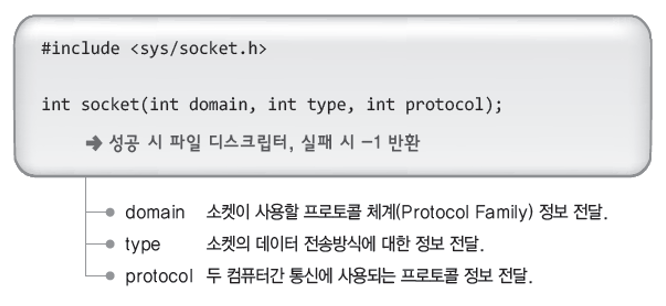 #include <sys/socket.h>
int socket(int domain, int type, int protocol);
➜ 성공 시 파일 디스크립터, 실패 시 –1 반환
domain 소켓이 사용할 프로토콜 체계(Protocol Family) 정보 전달.
type 소켓의 데이터 전송방식에 대한 정보 전달.
protocol 두 컴퓨터간 통신에 사용되는 프로토콜 정보 전달.